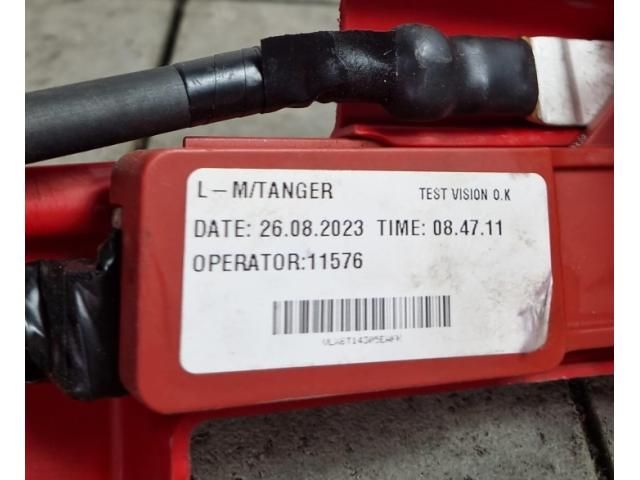 L – M/TANGER TEST VISION O.K
DATE: 26.08.2023 TIME: 08.47.11
OPERATOR:11576